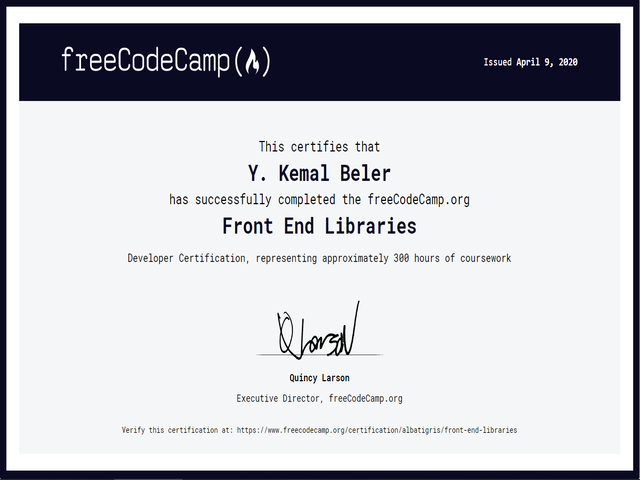 freeCodeCamp(🔥)
Issued April 9, 2020
This certifies that
Y. Kemal Beler
has successfully completed the freeCodeCamp.org
Front End Libraries
Developer Certification, representing approximately 300 hours of coursework
Quincy Larson
Executive Director, freeCodeCamp.org
Verify this certification at: https://www.freecodecamp.org/certification/albatigris/front-end-libraries